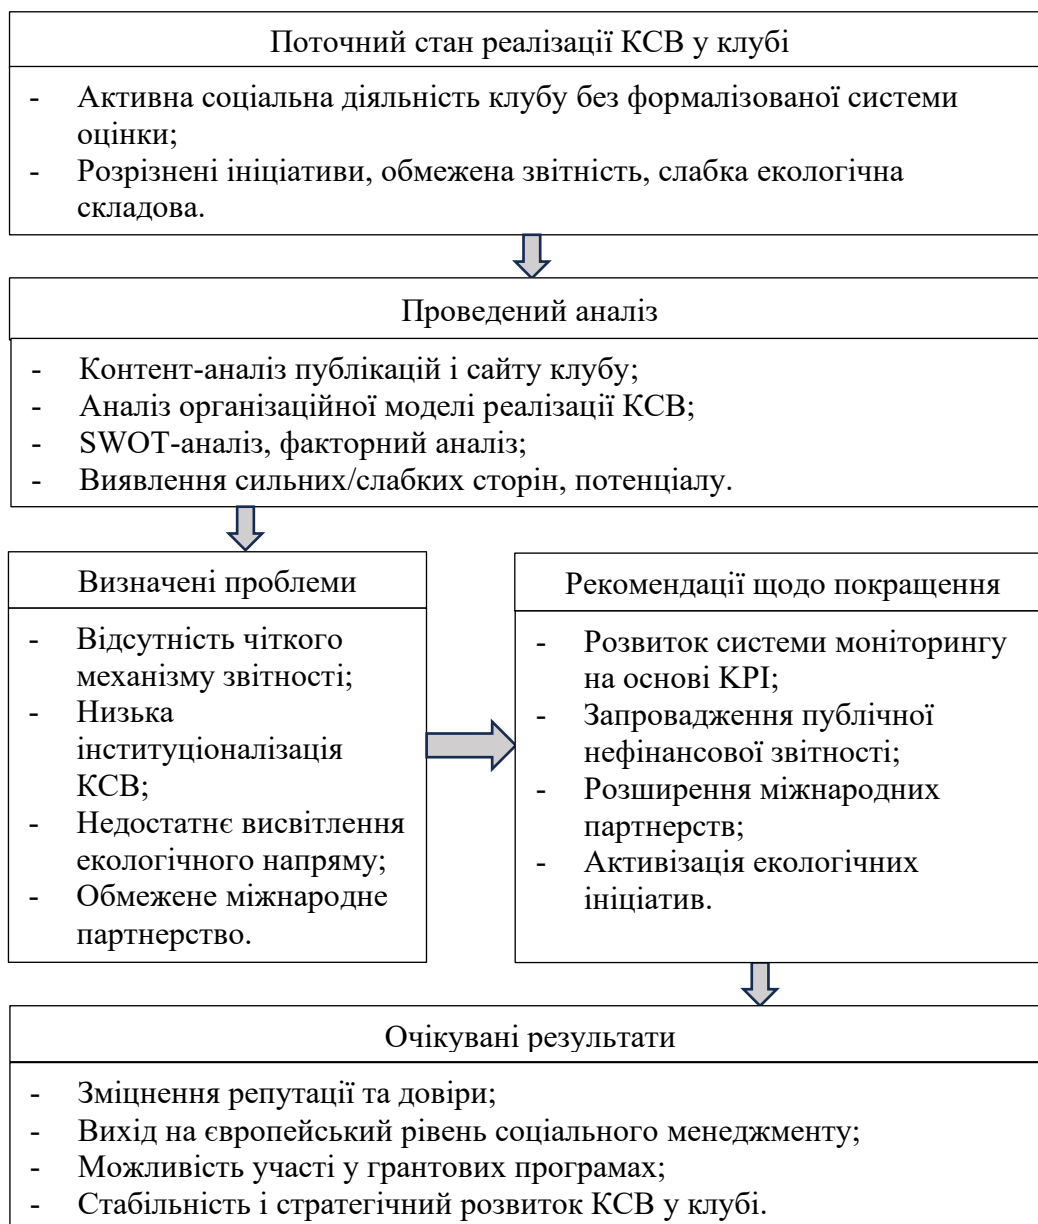 Поточний стан реалізації КСВ у клубі
- Активна соціальна діяльність клубу без формалізованої системи
оцінки;
- Розрізнені ініціативи, обмежена звітність, слабка екологічна
складова.
Проведений аналіз
- Контент-аналіз публікацій і сайту клубу;
- Аналіз організаційної моделі реалізації КСВ;
- SWOT-аналіз, факторний аналіз;
- Виявлення сильних/слабких сторін, потенціалу.
Визначені проблеми
- Відсутність чіткого
механізму звітності;
- Низька
інституціоналізація
КСВ;
- Недостатнє висвітлення
екологічного напряму;
- Обмежене міжнародне
партнерство.
Рекомендації щодо покращення
- Розвиток системи моніторингу
на основі KPI;
- Запровадження публічної
нефінансової звітності;
- Розширення міжнародних
партнерств;
- Активізація екологічних
ініціатив.
Очікувані результати
- Зміцнення репутації та довіри;
- Вихід на європейський рівень соціального менеджменту;
- Можливість участі у грантових програмах;
- Стабільність і стратегічний розвиток КСВ у клубі.